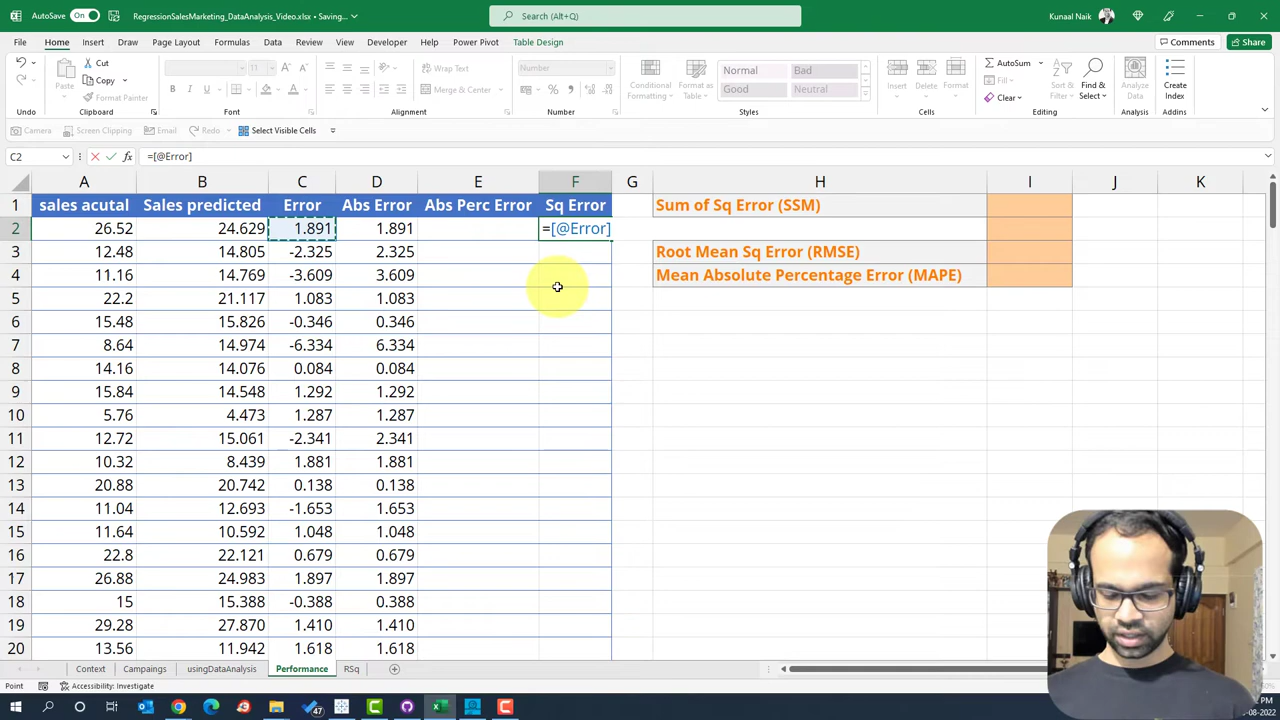 AutoSave On RegressionSalesMarketing_DataAnalysis_Video.xlsx • Saving... Search (Alt+Q) Kunaal Naik
File Home Insert Draw Page Layout Formulas Data Review View Developer Help Power Pivot Table Design Comments Share
Cut
Copy
Format Painter
Paste
11
Wrap Text
Merge & Center
Number
Conditional Formatting
Format as Table
Normal Bad
Good Neutral
Insert Delete Format
AutoSum
Fill
Clear
Sort & Filter
Find & Select
Analyze Data
Create Index
Undo Clipboard Font Alignment Number Styles Cells Editing Analysis Addins
Camera Screen Clipping Email Redo Select Visible Cells
C2 fx =[@Error]
A B C D E F G H I J K
1 sales acutal Sales predicted Error Abs Error Abs Perc Error Sq Error Sum of Sq Error (SSM)
2 26.52 24.629 1.891 1.891 =[@Error]
3 12.48 14.805 -2.325 2.325 Root Mean Sq Error (RMSE)
4 11.16 14.769 -3.609 3.609 Mean Absolute Percentage Error (MAPE)
5 22.2 21.117 1.083 1.083
6 15.48 15.826 -0.346 0.346
7 8.64 14.974 -6.334 6.334
8 14.16 14.076 0.084 0.084
9 15.84 14.548 1.292 1.292
10 5.76 4.473 1.287 1.287
11 12.72 15.061 -2.341 2.341
12 10.32 8.439 1.881 1.881
13 20.88 20.742 0.138 0.138
14 11.04 12.693 -1.653 1.653
15 11.64 10.592 1.048 1.048
16 22.8 22.121 0.679 0.679
17 26.88 24.983 1.897 1.897
18 15 15.388 -0.388 0.388
19 29.28 27.870 1.410 1.410
20 13.56 11.942 1.618 1.618
Context Campaings usingDataAnalysis Performance RSq
Point Accessibility: Investigate
47